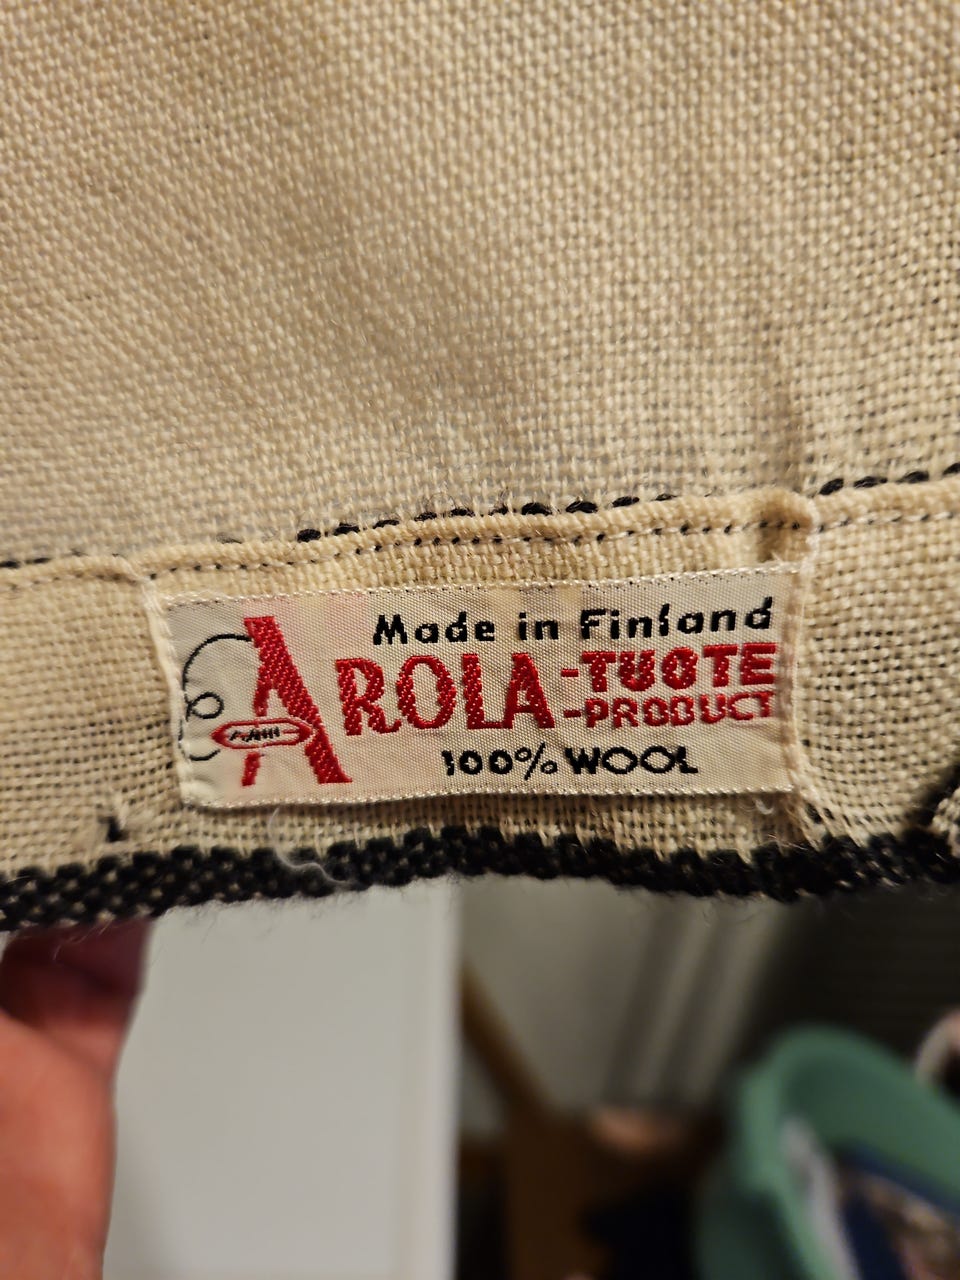 Made in Finland
AROLA -TUOTE
-PRODUCT
100% WOOL